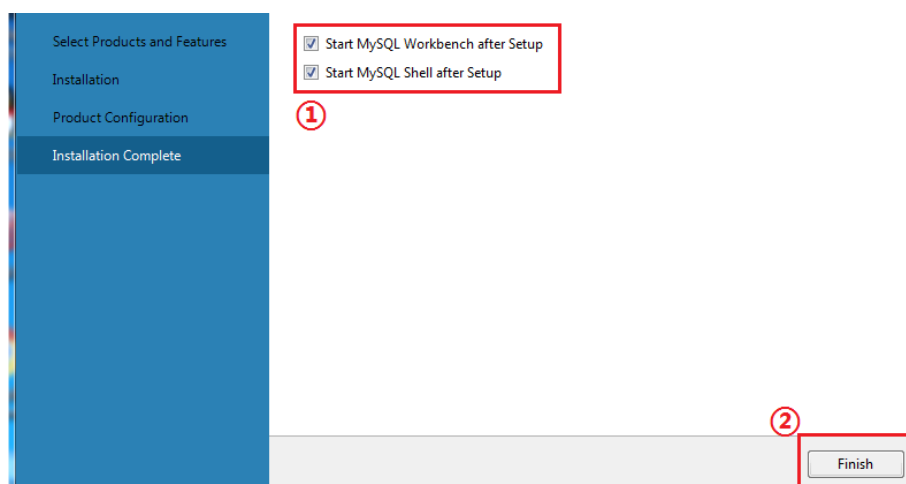 Select Products and Features
Installation
Product Configuration
Installation Complete
Start MySQL Workbench after Setup
Start MySQL Shell after Setup
①
②
Finish